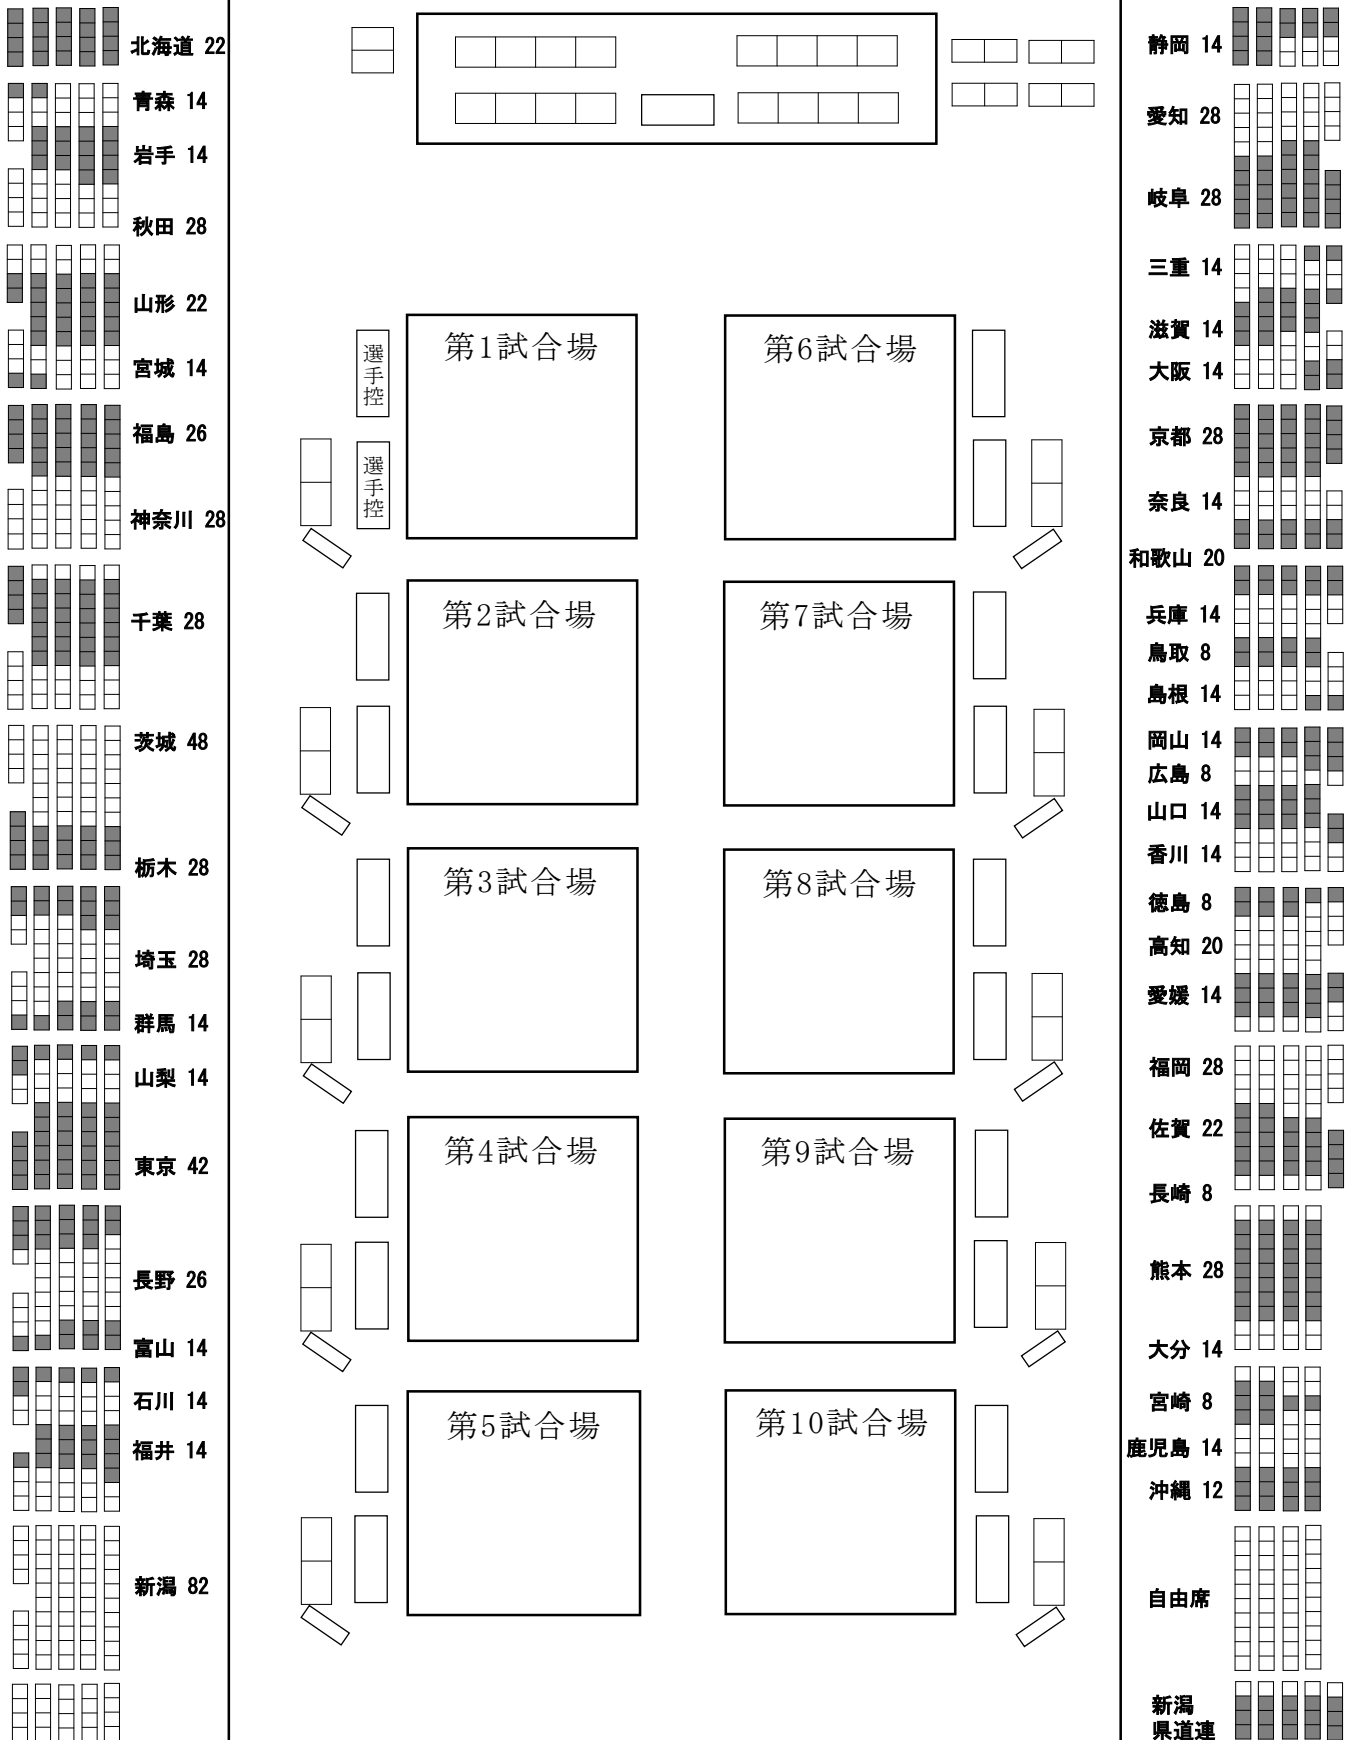 北海道 22
青森 14
岩手 14
秋田 28
山形 22
宮城 14
福島 26
神奈川 28
千葉 28
茨城 48
栃木 28
埼玉 28
群馬 14
山梨 14
東京 42
長野 26
富山 14
石川 14
福井 14
新潟 82
第1試合場
選手控
選手控
第2試合場
第3試合場
第4試合場
第5試合場
第6試合場
第7試合場
第8試合場
第9試合場
第10試合場
静岡 14
愛知 28
岐阜 28
三重 14
滋賀 14
大阪 14
京都 28
奈良 14
和歌山 20
兵庫 14
鳥取 8
島根 14
岡山 14
広島 8
山口 14
香川 14
徳島 8
高知 20
愛媛 14
福岡 28
佐賀 22
長崎 8
熊本 28
大分 14
宮崎 8
鹿児島 14
沖縄 12
自由席
新潟
県道連